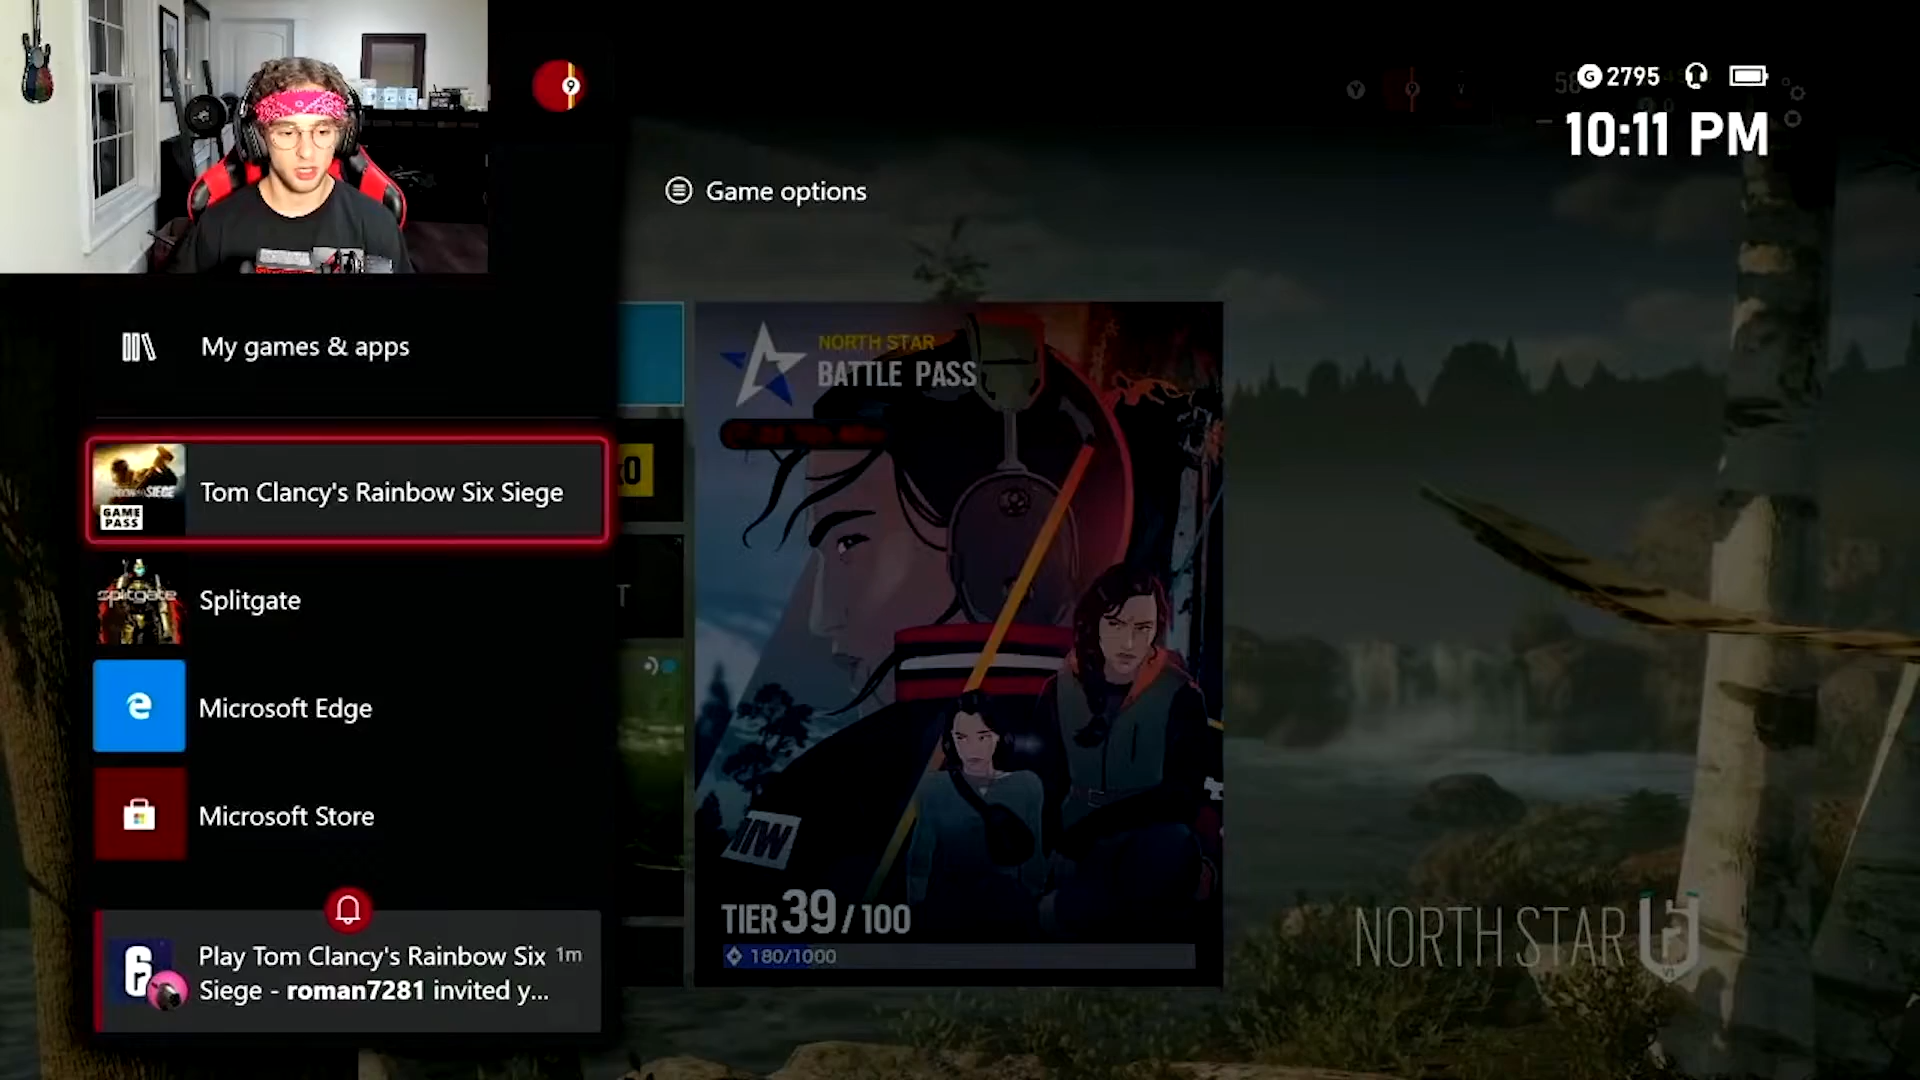 2795
10:11 PM
Game options
My games & apps
NORTH STAR
BATTLE PASS
GAME
PASS
Tom Clancy's Rainbow Six Siege
splitgate
Splitgate
Microsoft Edge
Microsoft Store
TIER 39 / 100
180/1000
NORTH STAR
6
Play Tom Clancy's Rainbow Six 1m
Siege - roman7281 invited y...